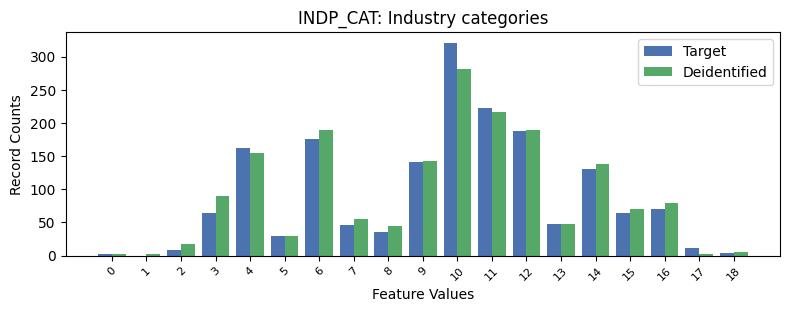 INDP_CAT: Industry categories
Target
Deidentified
Record Counts
300
250
200
150
100
50
0
0 1 2 3 4 5 6 7 8 9 10 11 12 13 14 15 16 17 18
Feature Values